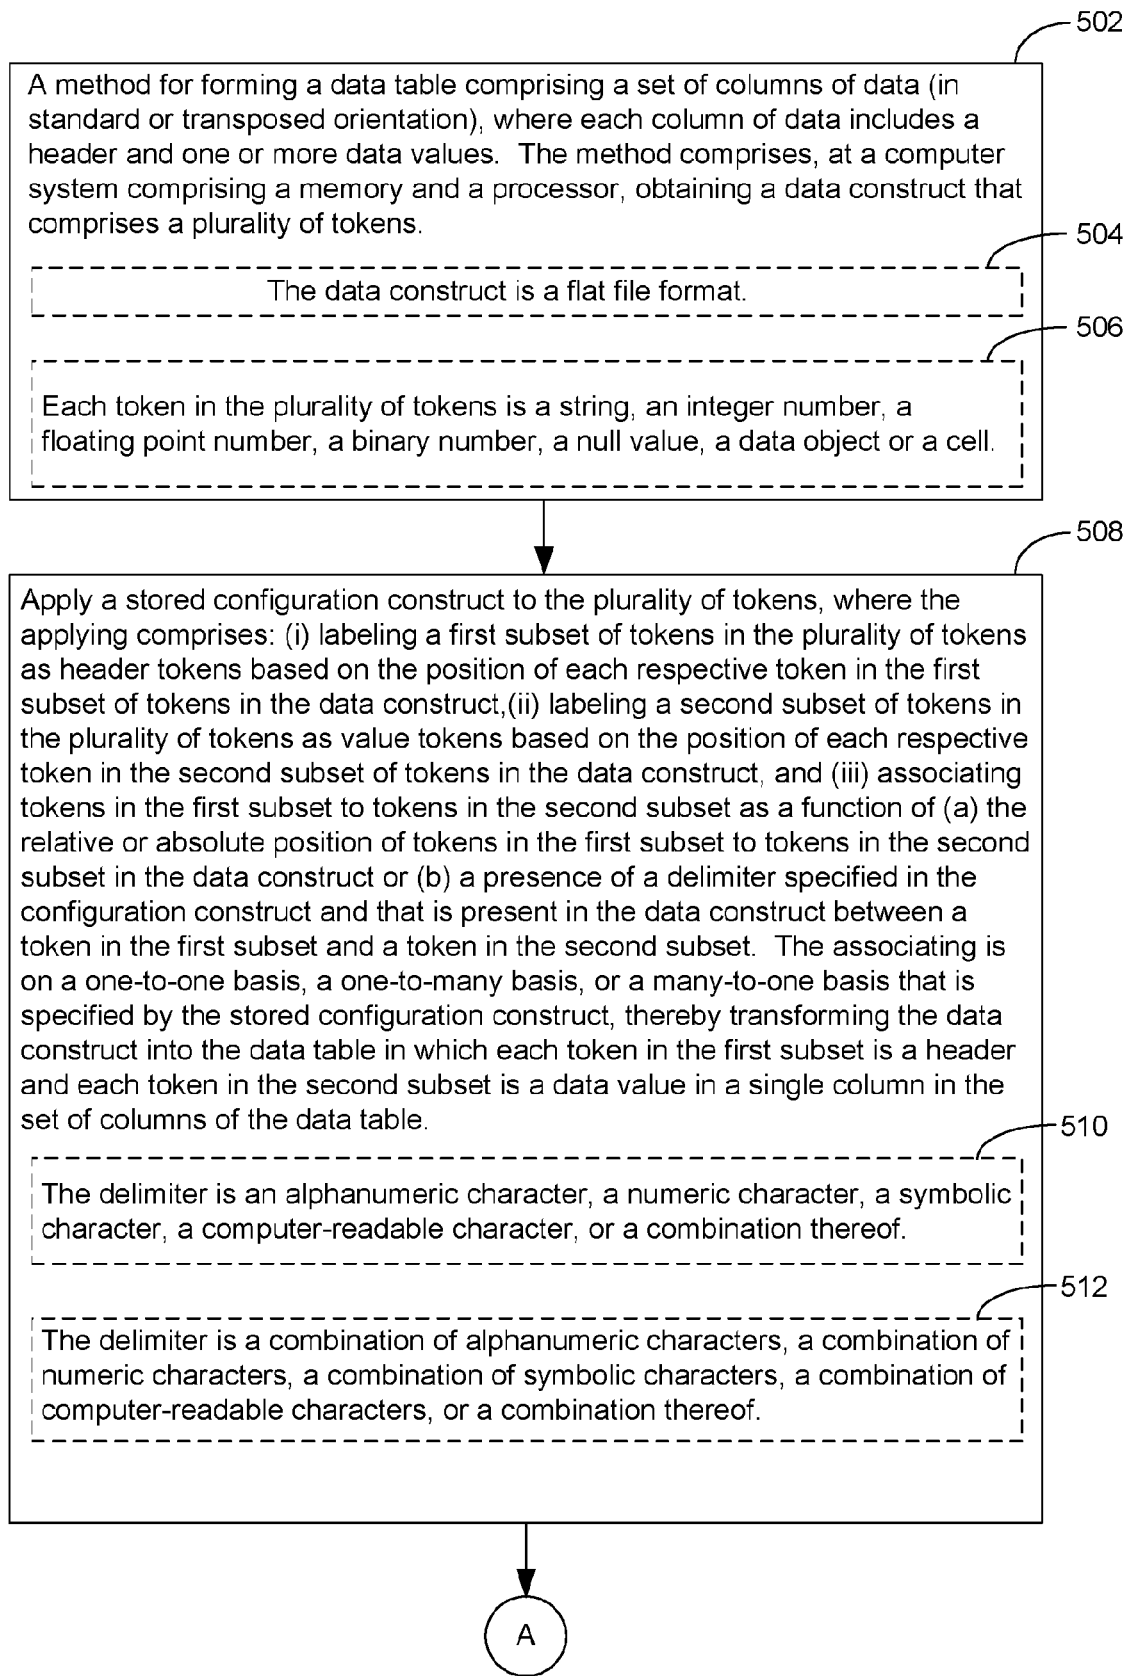 502
A method for forming a data table comprising a set of columns of data (in
standard or transposed orientation), where each column of data includes a
header and one or more data values.  The method comprises, at a computer
system comprising a memory and a processor, obtaining a data construct that
comprises a plurality of tokens.
504
The data construct is a flat file format.
506
Each token in the plurality of tokens is a string, an integer number, a
floating point number, a binary number, a null value, a data object or a cell.
508
Apply a stored configuration construct to the plurality of tokens, where the
applying comprises: (i) labeling a first subset of tokens in the plurality of tokens
as header tokens based on the position of each respective token in the first
subset of tokens in the data construct,(ii) labeling a second subset of tokens in
the plurality of tokens as value tokens based on the position of each respective
token in the second subset of tokens in the data construct, and (iii) associating
tokens in the first subset to tokens in the second subset as a function of (a) the
relative or absolute position of tokens in the first subset to tokens in the second
subset in the data construct or (b) a presence of a delimiter specified in the
configuration construct and that is present in the data construct between a
token in the first subset and a token in the second subset.  The associating is
on a one-to-one basis, a one-to-many basis, or a many-to-one basis that is
specified by the stored configuration construct, thereby transforming the data
construct into the data table in which each token in the first subset is a header
and each token in the second subset is a data value in a single column in the
set of columns of the data table.
510
The delimiter is an alphanumeric character, a numeric character, a symbolic
character, a computer-readable character, or a combination thereof.
512
The delimiter is a combination of alphanumeric characters, a combination of
numeric characters, a combination of symbolic characters, a combination of
computer-readable characters, or a combination thereof.
A